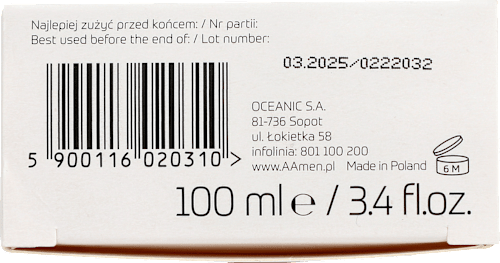 Najlepiej zużyć przed końcem: / Nr partii:
Best used before the end of: / Lot number:
03.2025/0222032
OCEANIC S.A.
81-736 Sopot
ul. Łokietka 58
infolinia: 801 100 200
www.AAmen.pl Made in Poland
6 M
5 900116 020310 >
100 ml e / 3.4 fl.oz.